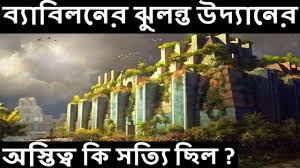 ব্যাবিলনের ঝুলন্ত উদ্যানের
অস্তিত্ব কি সত্যি ছিল ?